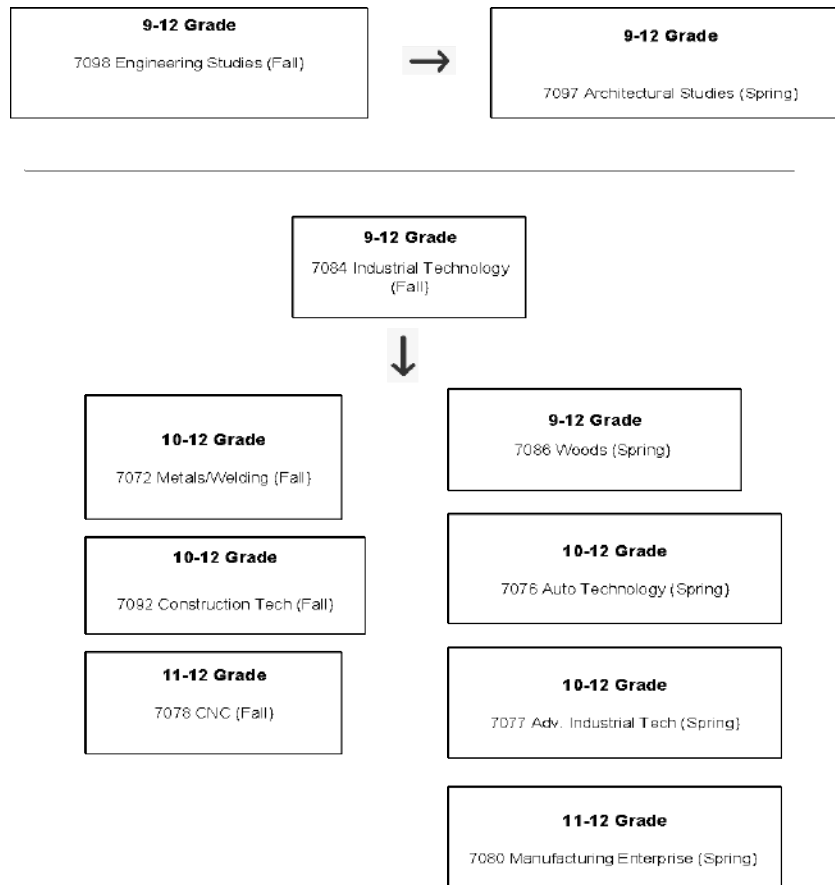 9-12 Grade
7098 Engineering Studies (Fall)
9-12 Grade
7097 Architectural Studies (Spring)
9-12 Grade
7084 Industrial Technology
(Fall)
10-12 Grade
7072 Metals/Welding (Fall)
10-12 Grade
7092 Construction Tech (Fall)
11-12 Grade
7078 CNC (Fall)
9-12 Grade
7086 Woods (Spring)
10-12 Grade
7076 Auto Technology (Spring)
10-12 Grade
7077 Adv. Industrial Tech (Spring)
11-12 Grade
7080 Manufacturing Enterprise (Spring)